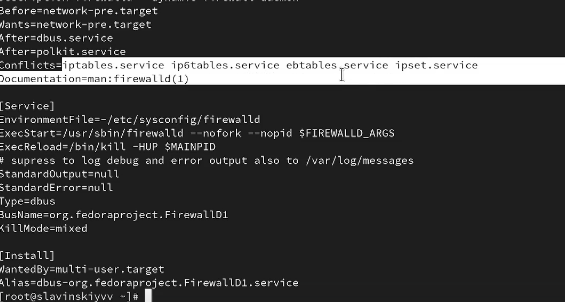 Before=network-pre.target
Wants=network-pre.target
After=dbus.service
After=polkit.service
Conflicts=iptables.service ip6tables.service ebtables.service ipset.service
Documentation=man:firewalld(1)
[Service]
EnvironmentFile=-/etc/sysconfig/firewalld
ExecStart=/usr/sbin/firewalld --nofork --nopid $FIREWALLD_ARGS
ExecReload=/bin/kill -HUP $MAINPID
# supress to log debug and error output also to /var/log/messages
StandardOutput=null
StandardError=null
Type=dbus
BusName=org.fedoraproject.FirewallD1
KillMode=mixed
[Install]
WantedBy=multi-user.target
Alias=dbus-org.fedoraproject.FirewallD1.service
[root@slavinskiyvv ~]#